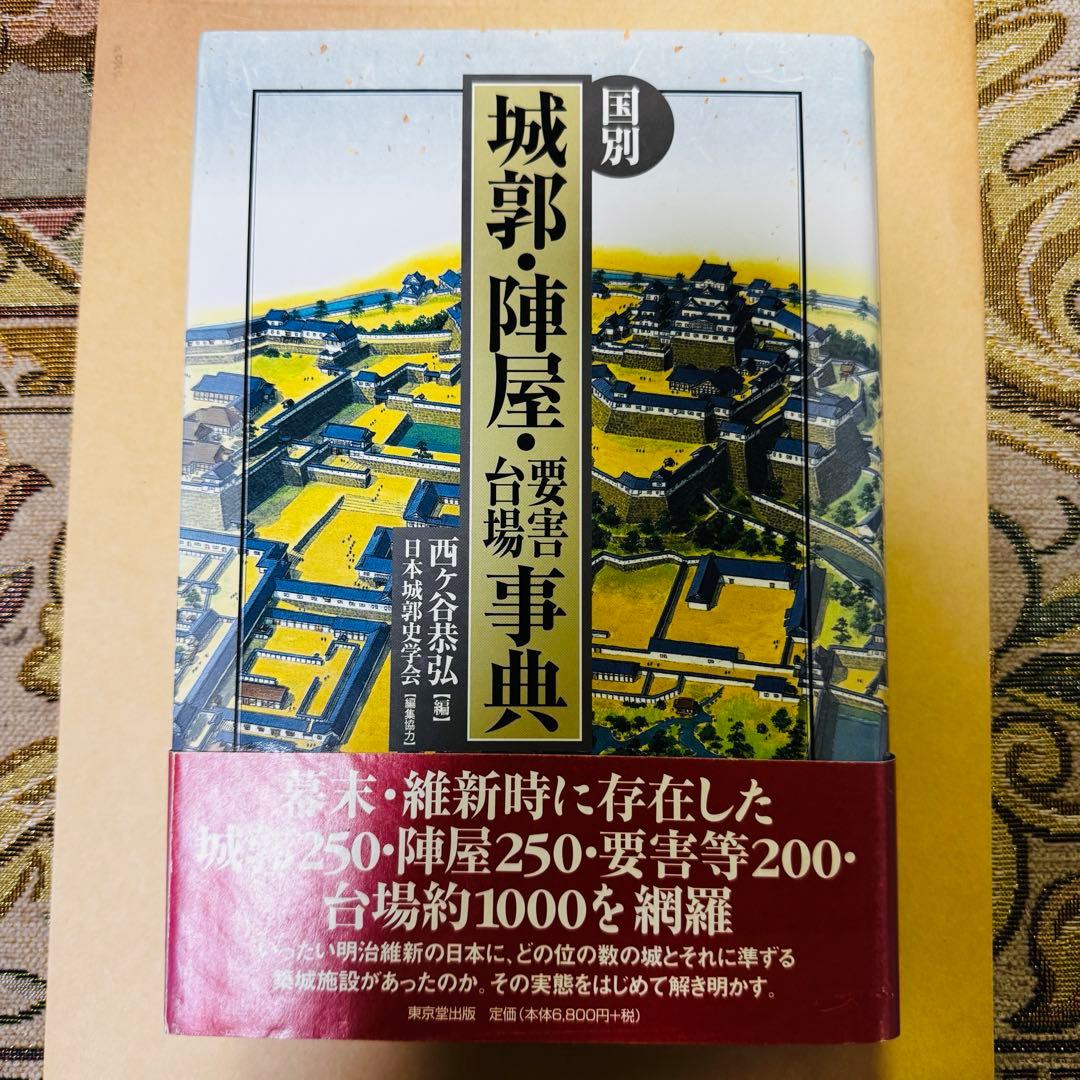 国別
城郭・陣屋・要害台場事典
西ヶ谷恭弘【編】
日本城郭史学会【編集協力】
幕末・維新時に存在した
城郭250・陣屋250・要害等200・
台場約1000を網羅
いったい明治維新の日本に、どの位の数の城とそれに準ずる
築城施設があったのか。その実態をはじめて解き明かす。
東京堂出版 定価（本体6,800円+税）